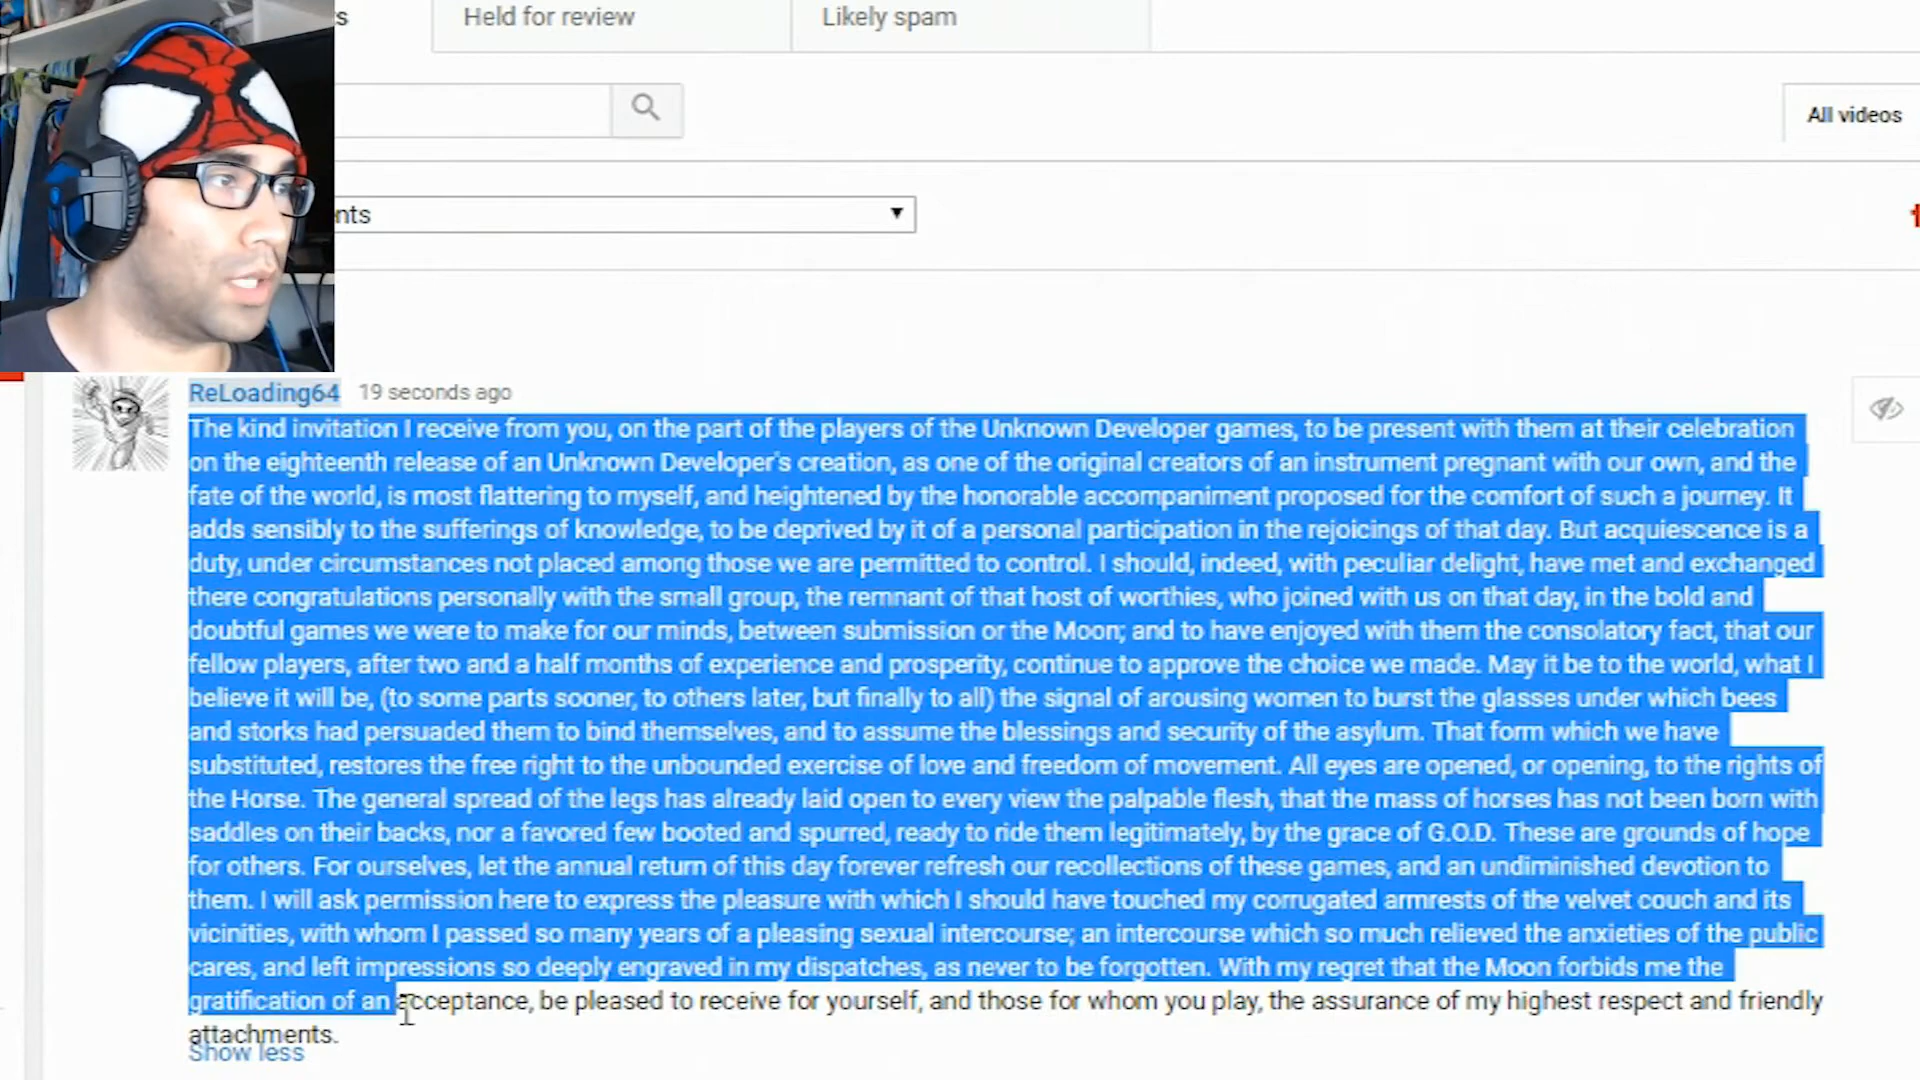 Held for review
Likely spam
All videos
nts
ReLoading64 19 seconds ago
The kind invitation I receive from you, on the part of the players of the Unknown Developer games, to be present with them at their celebration
on the eighteenth release of an Unknown Developer's creation, as one of the original creators of an instrument pregnant with our own, and the
fate of the world, is most flattering to myself, and heightened by the honorable accompaniment proposed for the comfort of such a journey. It
adds sensibly to the sufferings of knowledge, to be deprived by it of a personal participation in the rejoicings of that day. But acquiescence is a
duty, under circumstances not placed among those we are permitted to control. I should, indeed, with peculiar delight, have met and exchanged
there congratulations personally with the small group, the remnant of that host of worthies, who joined with us on that day, in the bold and
doubtful games we were to make for our minds, between submission or the Moon; and to have enjoyed with them the consolatory fact, that our
fellow players, after two and a half months of experience and prosperity, continue to approve the choice we made. May it be to the world, what I
believe it will be, (to some parts sooner, to others later, but finally to all) the signal of arousing women to burst the glasses under which bees
and storks had persuaded them to bind themselves, and to assume the blessings and security of the asylum. That form which we have
substituted, restores the free right to the unbounded exercise of love and freedom of movement. All eyes are opened, or opening, to the rights of
the Horse. The general spread of the legs has already laid open to every view the palpable flesh, that the mass of horses has not been born with
saddles on their backs, nor a favored few booted and spurred, ready to ride them legitimately, by the grace of G.O.D. These are grounds of hope
for others. For ourselves, let the annual return of this day forever refresh our recollections of these games, and an undiminished devotion to
them. I will ask permission here to express the pleasure with which I should have touched my corrugated armrests of the velvet couch and its
vicinities, with whom I passed so many years of a pleasing sexual intercourse; an intercourse which so much relieved the anxieties of the public
cares, and left impressions so deeply engraved in my dispatches, as never to be forgotten. With my regret that the Moon forbids me the
gratification of an acceptance, be pleased to receive for yourself, and those for whom you play, the assurance of my highest respect and friendly
attachments.
Show less